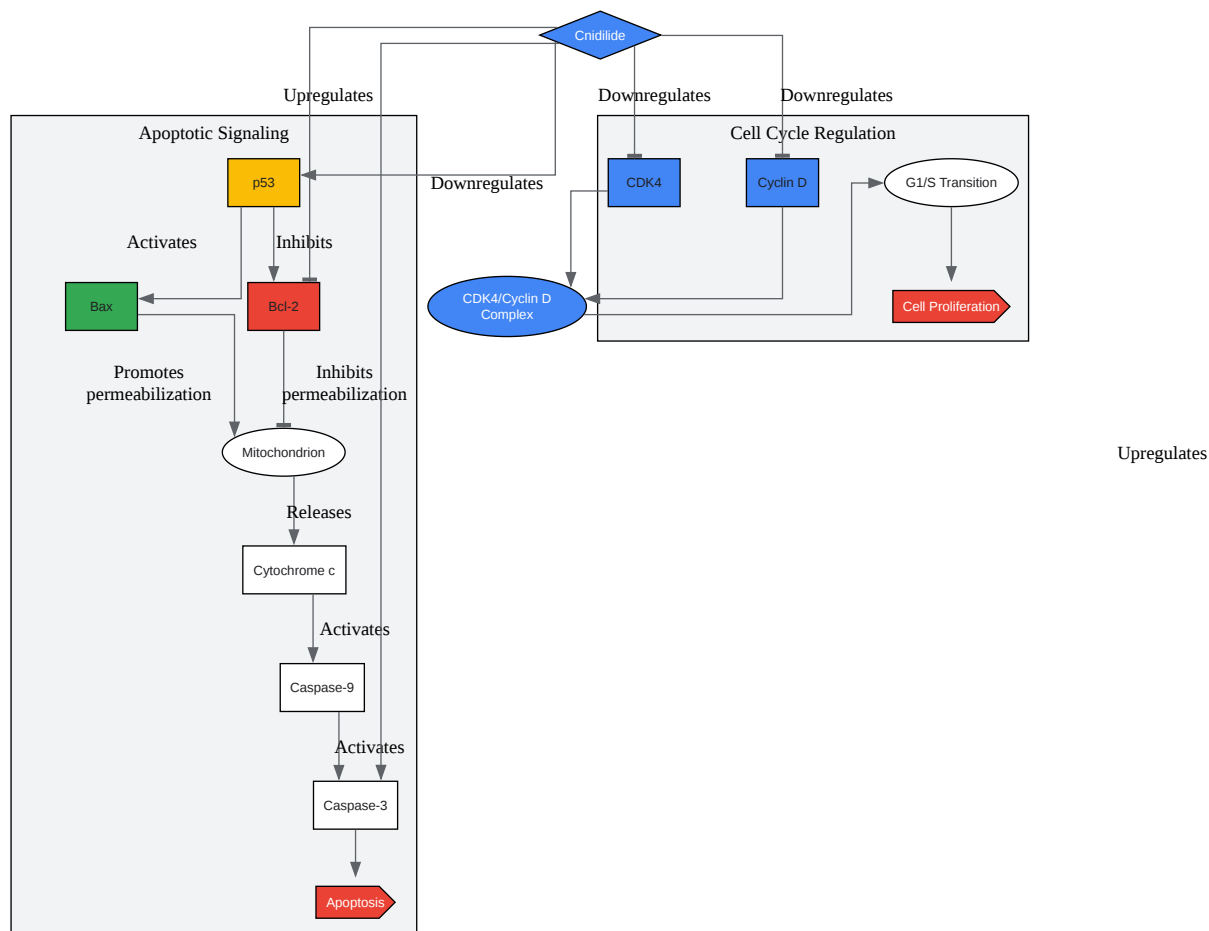 Cnidilide
Upregulates
Downregulates
Downregulates
Apoptotic Signaling
Cell Cycle Regulation
p53
Downregulates
CDK4
Cyclin D
G1/S Transition
Activates
Inhibits
Bax
Bcl-2
CDK4/Cyclin D
Complex
Cell Proliferation
Promotes
permeabilization
Inhibits
permeabilization
Mitochondrion
Upregulates
Releases
Cytochrome c
Activates
Caspase-9
Activates
Caspase-3
Apoptosis